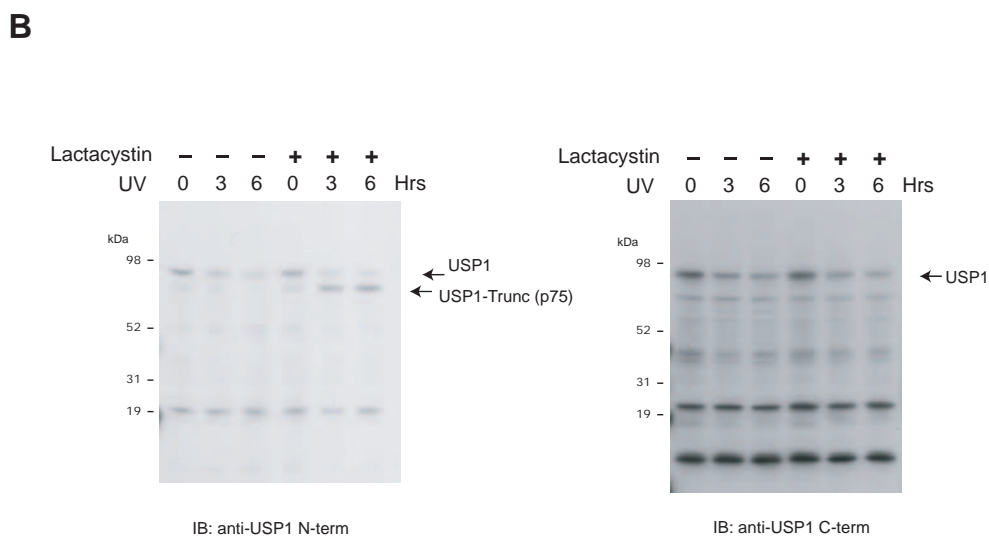 B
Lactacystin – – – + + +
UV 0 3 6 0 3 6 Hrs
kDa
98 –
USP1
USP1-Trunc (p75)
52 –
31 –
19 –
IB: anti-USP1 N-term
Lactacystin – – – + + +
UV 0 3 6 0 3 6 Hrs
kDa
98 –
USP1
52 –
31 –
19 –
IB: anti-USP1 C-term